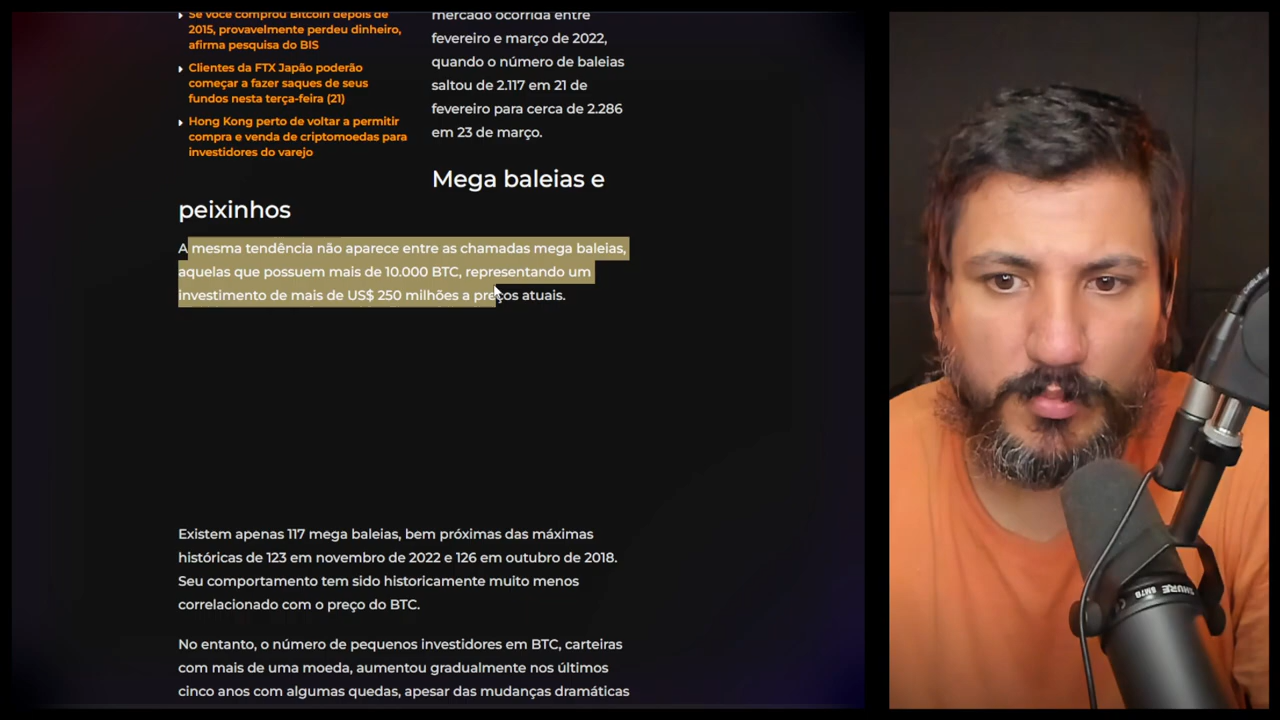 Se você comprou Bitcoin depois de
2015, provavelmente perdeu dinheiro,
afirma pesquisa do BIS
Clientes da FTX Japão poderão
começar a fazer saques de seus
fundos nesta terça-feira (21)
Hong Kong perto de voltar a permitir
compra e venda de criptomoedas para
investidores do varejo
mercado ocorrida entre
fevereiro e março de 2022,
quando o número de baleias
saltou de 2.117 em 21 de
fevereiro para cerca de 2.286
em 23 de março.
Mega baleias e
peixinhos
A mesma tendência não aparece entre as chamadas mega baleias,
aquelas que possuem mais de 10.000 BTC, representando um
investimento de mais de US$ 250 milhões a preços atuais.
Existem apenas 117 mega baleias, bem próximas das máximas
históricas de 123 em novembro de 2022 e 126 em outubro de 2018.
Seu comportamento tem sido historicamente muito menos
correlacionado com o preço do BTC.
No entanto, o número de pequenos investidores em BTC, carteiras
com mais de uma moeda, aumentou gradualmente nos últimos
cinco anos com algumas quedas, apesar das mudanças dramáticas
SHURE SM7B